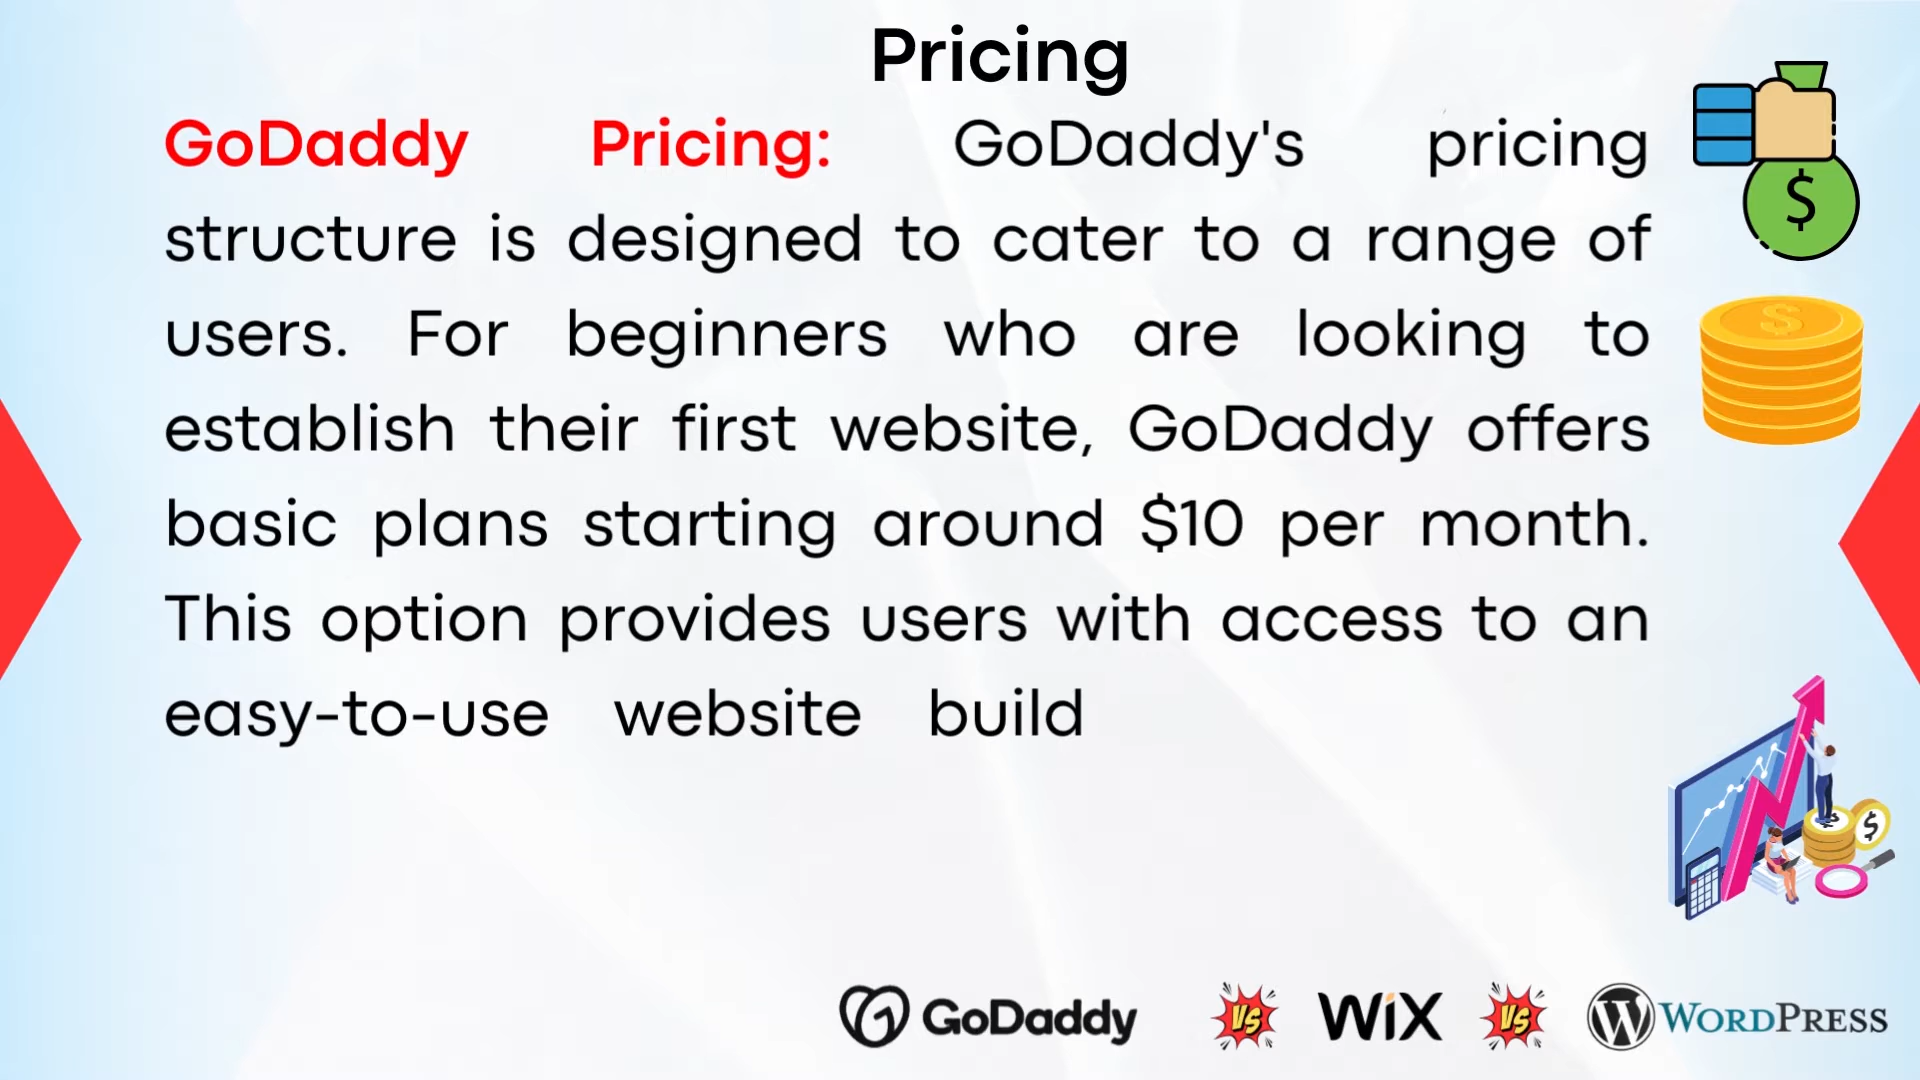 Pricing
GoDaddy Pricing: GoDaddy's pricing
structure is designed to cater to a range of
users. For beginners who are looking to
establish their first website, GoDaddy offers
basic plans starting around $10 per month.
This option provides users with access to an
easy-to-use website build
$
$
$
$
GoDaddy VS WiX VS WORDPRESS